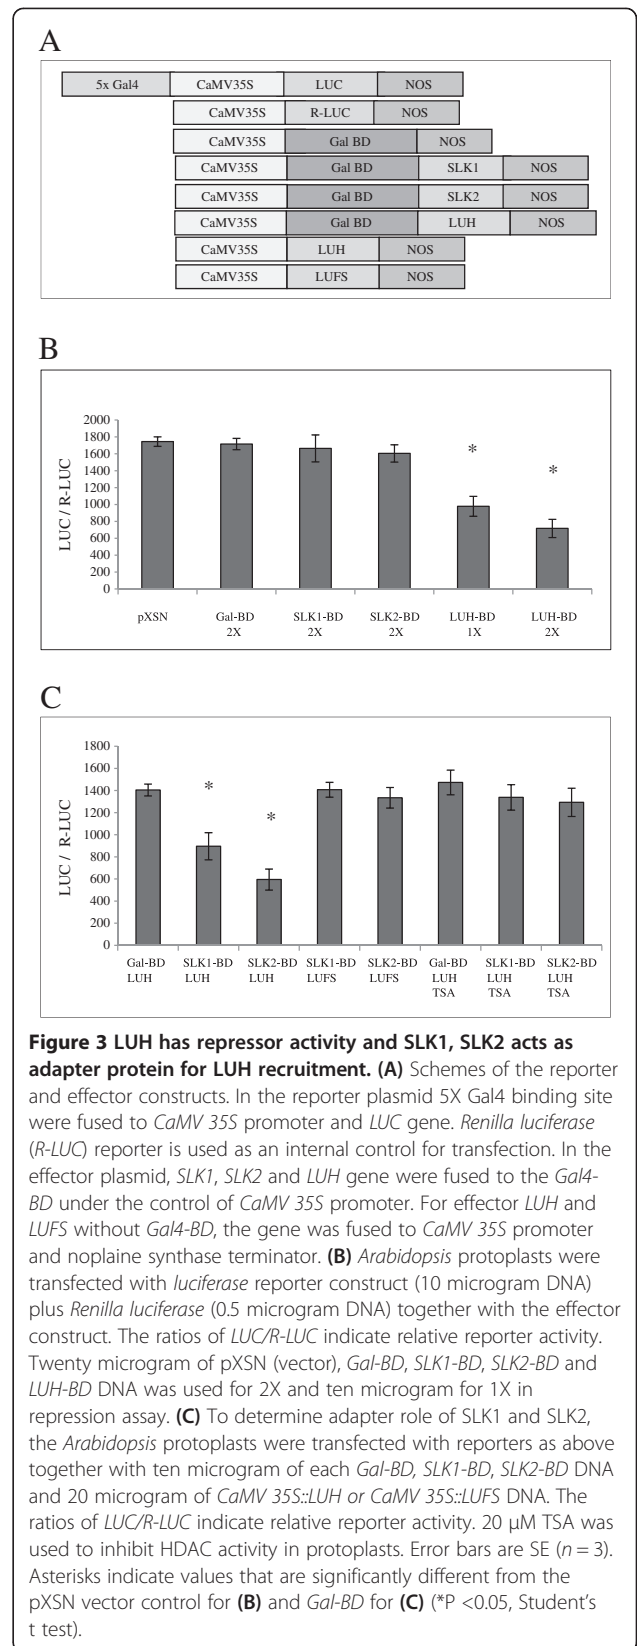 A
5x Gal4 CaMV35S LUC NOS
CaMV35S R-LUC NOS
CaMV35S Gal BD NOS
CaMV35S Gal BD SLK1 NOS
CaMV35S Gal BD SLK2 NOS
CaMV35S Gal BD LUH NOS
CaMV35S LUH NOS
CaMV35S LUFS NOS
B
LUC / R-LUC
2000
1800
1600
1400
1200
1000
800
600
400
200
0
* *
pXSN Gal-BD SLK1-BD SLK2-BD LUH-BD LUH-BD
2X 2X 2X 1X 2X
C
LUC / R-LUC
1800
1600
1400
1200
1000
800
600
400
200
0
* *
Gal-BD SLK1-BD SLK2-BD SLK1-BD SLK2-BD Gal-BD SLK1-BD SLK2-BD
LUH LUH LUH LUFS LUFS LUH LUH LUH
TSA TSA TSA
Figure 3 LUH has repressor activity and SLK1, SLK2 acts as
adapter protein for LUH recruitment. (A) Schemes of the reporter
and effector constructs. In the reporter plasmid 5X Gal4 binding site
were fused to CaMV 35S promoter and LUC gene. Renilla luciferase
(R-LUC) reporter is used as an internal control for transfection. In the
effector plasmid, SLK1, SLK2 and LUH gene were fused to the Gal4-
BD under the control of CaMV 35S promoter. For effector LUH and
LUFS without Gal4-BD, the gene was fused to CaMV 35S promoter
and noplaine synthase terminator. (B) Arabidopsis protoplasts were
transfected with luciferase reporter construct (10 microgram DNA)
plus Renilla luciferase (0.5 microgram DNA) together with the effector
construct. The ratios of LUC/R-LUC indicate relative reporter activity.
Twenty microgram of pXSN (vector), Gal-BD, SLK1-BD, SLK2-BD and
LUH-BD DNA was used for 2X and ten microgram for 1X in
repression assay. (C) To determine adapter role of SLK1 and SLK2,
the Arabidopsis protoplasts were transfected with reporters as above
together with ten microgram of each Gal-BD, SLK1-BD, SLK2-BD DNA
and 20 microgram of CaMV 35S::LUH or CaMV 35S::LUFS DNA. The
ratios of LUC/R-LUC indicate relative reporter activity. 20 μM TSA was
used to inhibit HDAC activity in protoplasts. Error bars are SE (n = 3).
Asterisks indicate values that are significantly different from the
pXSN vector control for (B) and Gal-BD for (C) (*P <0.05, Student's
t test).